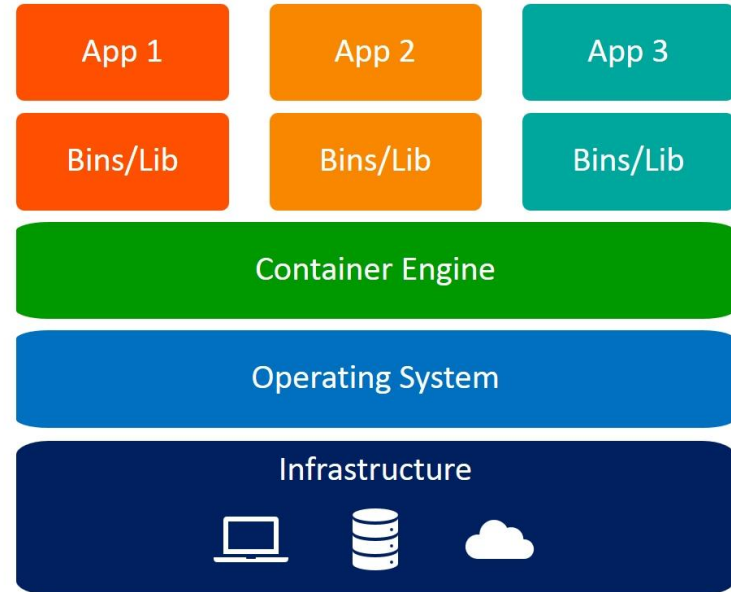 App 1
App 2
App 3
Bins/Lib
Bins/Lib
Bins/Lib
Container Engine
Operating System
Infrastructure